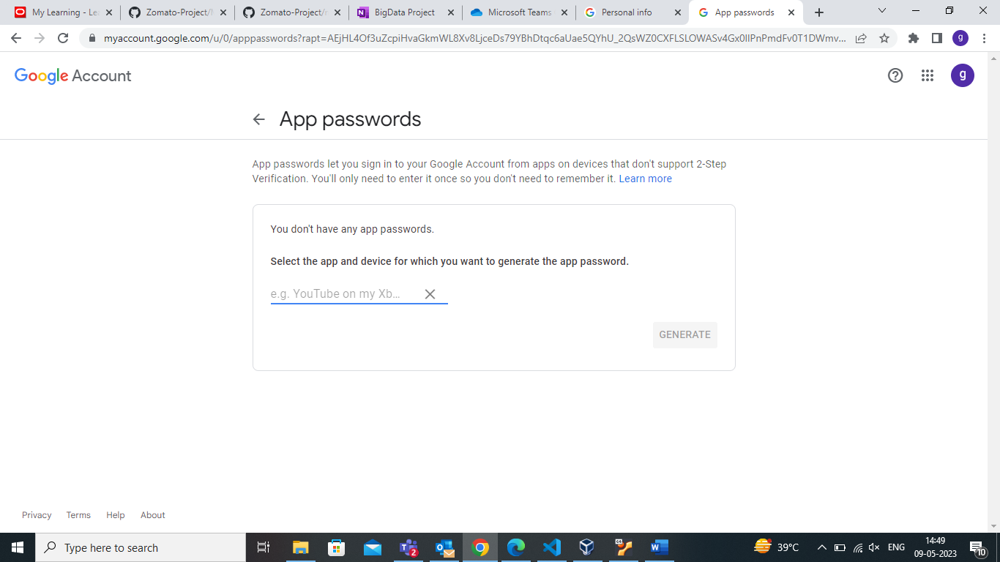 My Learning - Le
Zomato-Project/
Zomato-Project/
BigData Project
Microsoft Teams
Personal info
App passwords
myaccount.google.com/u/0/apppasswords?rapt=AEjHL4Of3uZcpiHvaGkmWL8Xv8LjceDs79YBhDtqc6aUae5QYhU_2QsWZ0CXFLSLOWASv4Gx0IlPnPmdFv0T1DWmv...
g
Google Account
g
App passwords
App passwords let you sign in to your Google Account from apps on devices that don't support 2-Step
Verification. You'll only need to enter it once so you don't need to remember it. Learn more
You don't have any app passwords.
Select the app and device for which you want to generate the app password.
e.g. YouTube on my Xb...
GENERATE
Privacy Terms Help About
Type here to search
2
39°C
ENG
14:49
09-05-2023
10